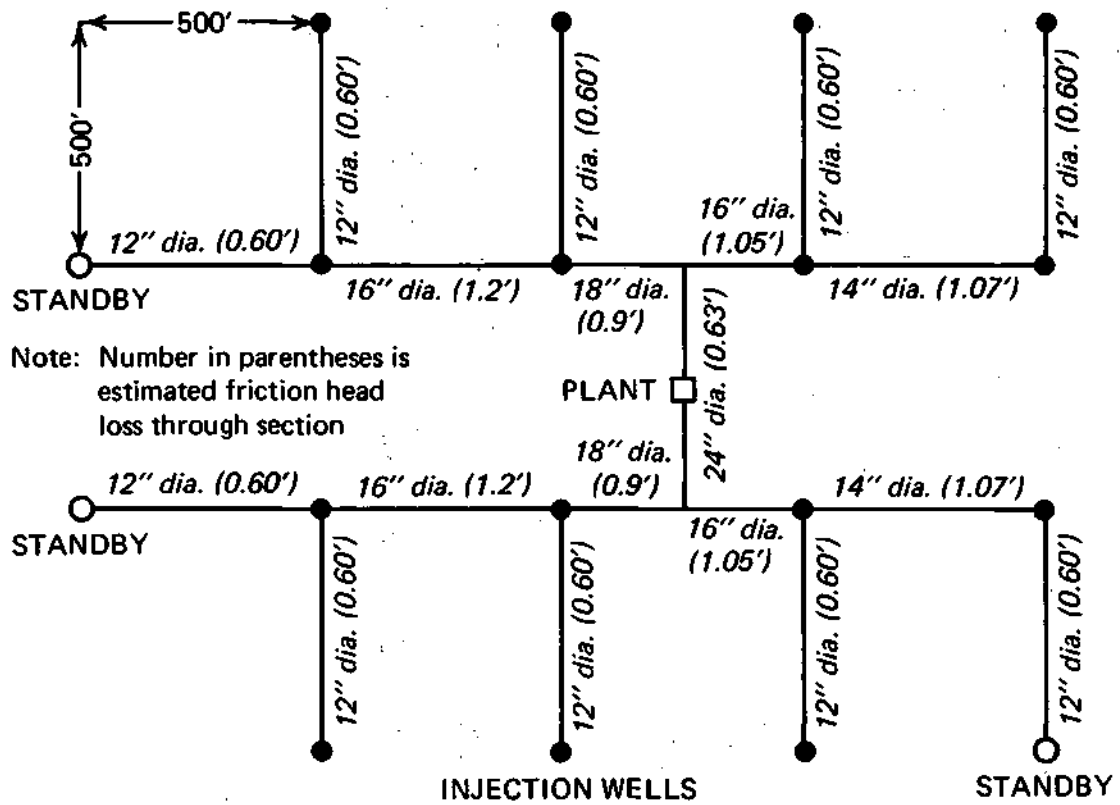 500'
500'
12" dia. (0.60')
12" dia. (0.60')
12" dia. (0.60')
12" dia. (0.60')
16" dia.
(1.05')
12" dia. (0.60')
STANDBY
16" dia. (1.2')
18" dia.
(0.9')
14" dia. (1.07')
Note: Number in parentheses is
estimated friction head
loss through section
PLANT
24" dia. (0.63')
18" dia.
(0.9')
12" dia. (0.60')
16" dia. (1.2')
14" dia. (1.07')
STANDBY
16" dia.
(1.05')
12" dia. (0.60')
12" dia. (0.60')
12" dia. (0.60')
12" dia. (0.60')
INJECTION WELLS
STANDBY